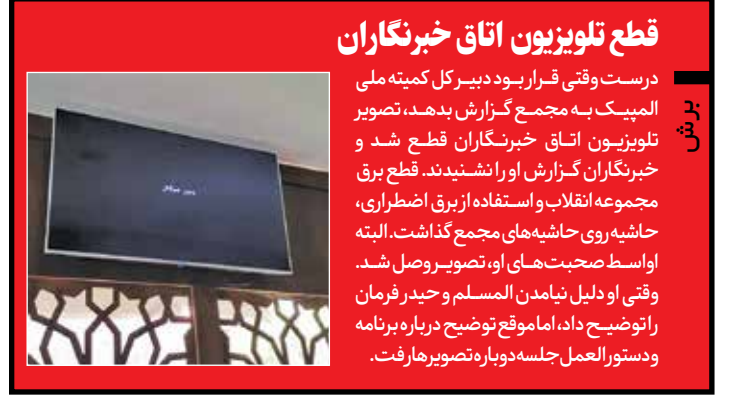 قطع تلویزیون اتاق خبرنگاران
برش
درست وقتی قرار بود دبیر کل کمیته ملی
المپیک به مجمع گزارش بدهد، تصویر
تلویزیون اتاق خبرنگاران قطع شد و
خبرنگاران گزارش او را نشنیدند. قطع برق
مجموعه انقلاب و استفاده از برق اضطراری،
حاشیه روی حاشیه‌های مجمع گذاشت. البته
اواسط صحبت‌های او، تصویر وصل شد.
وقتی او دلیل نیامدن المسلم و حیدر فرمان
را توضیح داد، اما موقع توضیح درباره برنامه
و دستورالعمل جلسه دوباره تصویرها رفت.